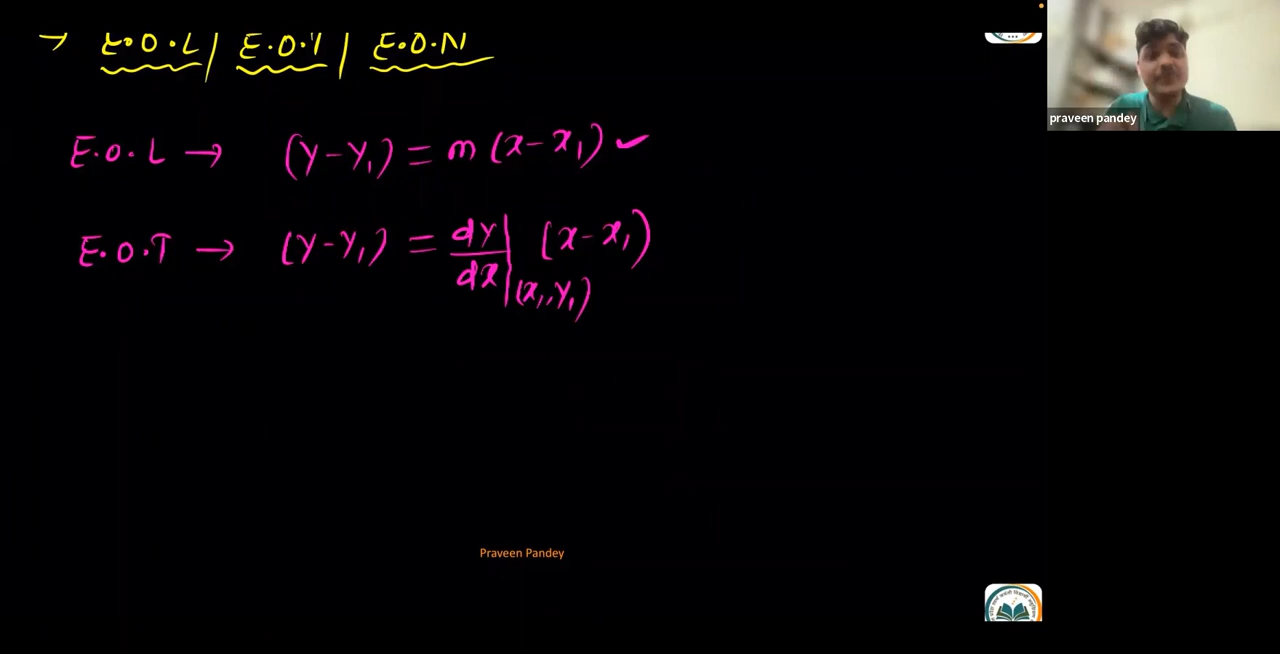 → E.O.L | E.O.T | E.O.N
praveen pandey
E.O.L → (y-y₁) = m (x-x₁) ✓
E.O.T → (y-y₁) = dy/dx|(x₁,y₁) (x-x₁)
Praveen Pandey